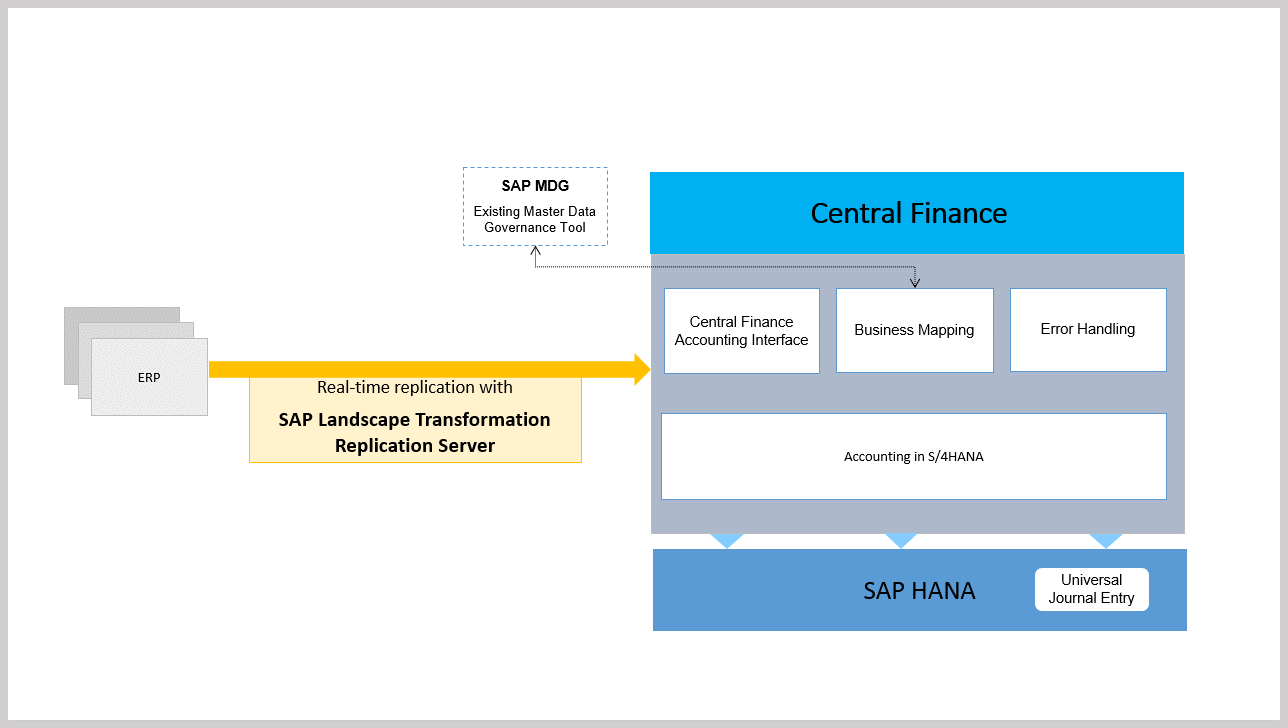 SAP MDG
Existing Master Data
Governance Tool
Central Finance
Central Finance
Accounting Interface
Business Mapping
Error Handling
ERP
Real-time replication with
SAP Landscape Transformation
Replication Server
Accounting in S/4HANA
SAP HANA
Universal
Journal Entry